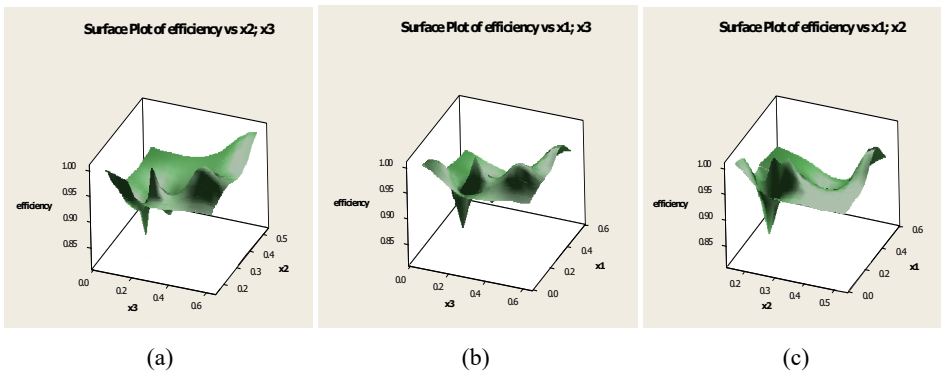 Surface Plot of efficiency vs x2; x3
1.00
0.95
efficiency
0.90
0.85
0.0
0.2
0.4
0.6
x3
0.2
0.3
0.4
0.5
x2
(a)
Surface Plot of efficiency vs x1; x3
1.00
0.95
efficiency
0.90
0.85
0.0
0.2
0.4
0.6
x3
0.0
0.2
0.4
0.6
x1
(b)
Surface Plot of efficiency vs x1; x2
1.00
0.95
efficiency
0.90
0.85
0.2
0.3
0.4
0.5
x2
0.0
0.2
0.4
0.6
x1
(c)